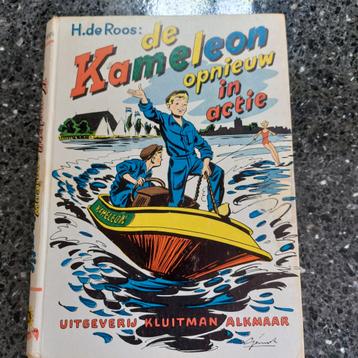 H. de Roos:
de
Kameleon
opnieuw
in
actie
KAMELEON
UITGEVERIJ KLUITMAN ALKMAAR